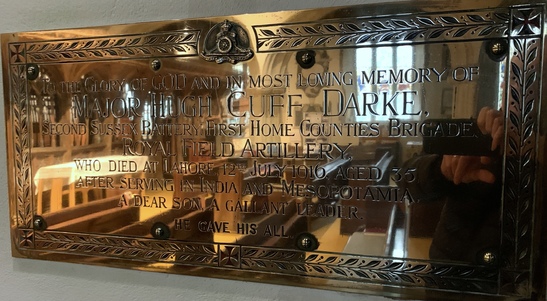 TO THE GLORY OF GOD AND IN MOST LOVING MEMORY OF
MAJOR HUGH CUFF DARKE,
SECOND SUSSEX BATTERY FIRST HOME COUNTIES BRIGADE,
ROYAL FIELD ARTILLERY
WHO DIED AT LAHORE 12TH JULY 1916, AGED 35
AFTER SERVING IN INDIA AND MESOPOTAMIA.
A DEAR SON, A GALLANT LEADER.
HE GAVE HIS ALL.